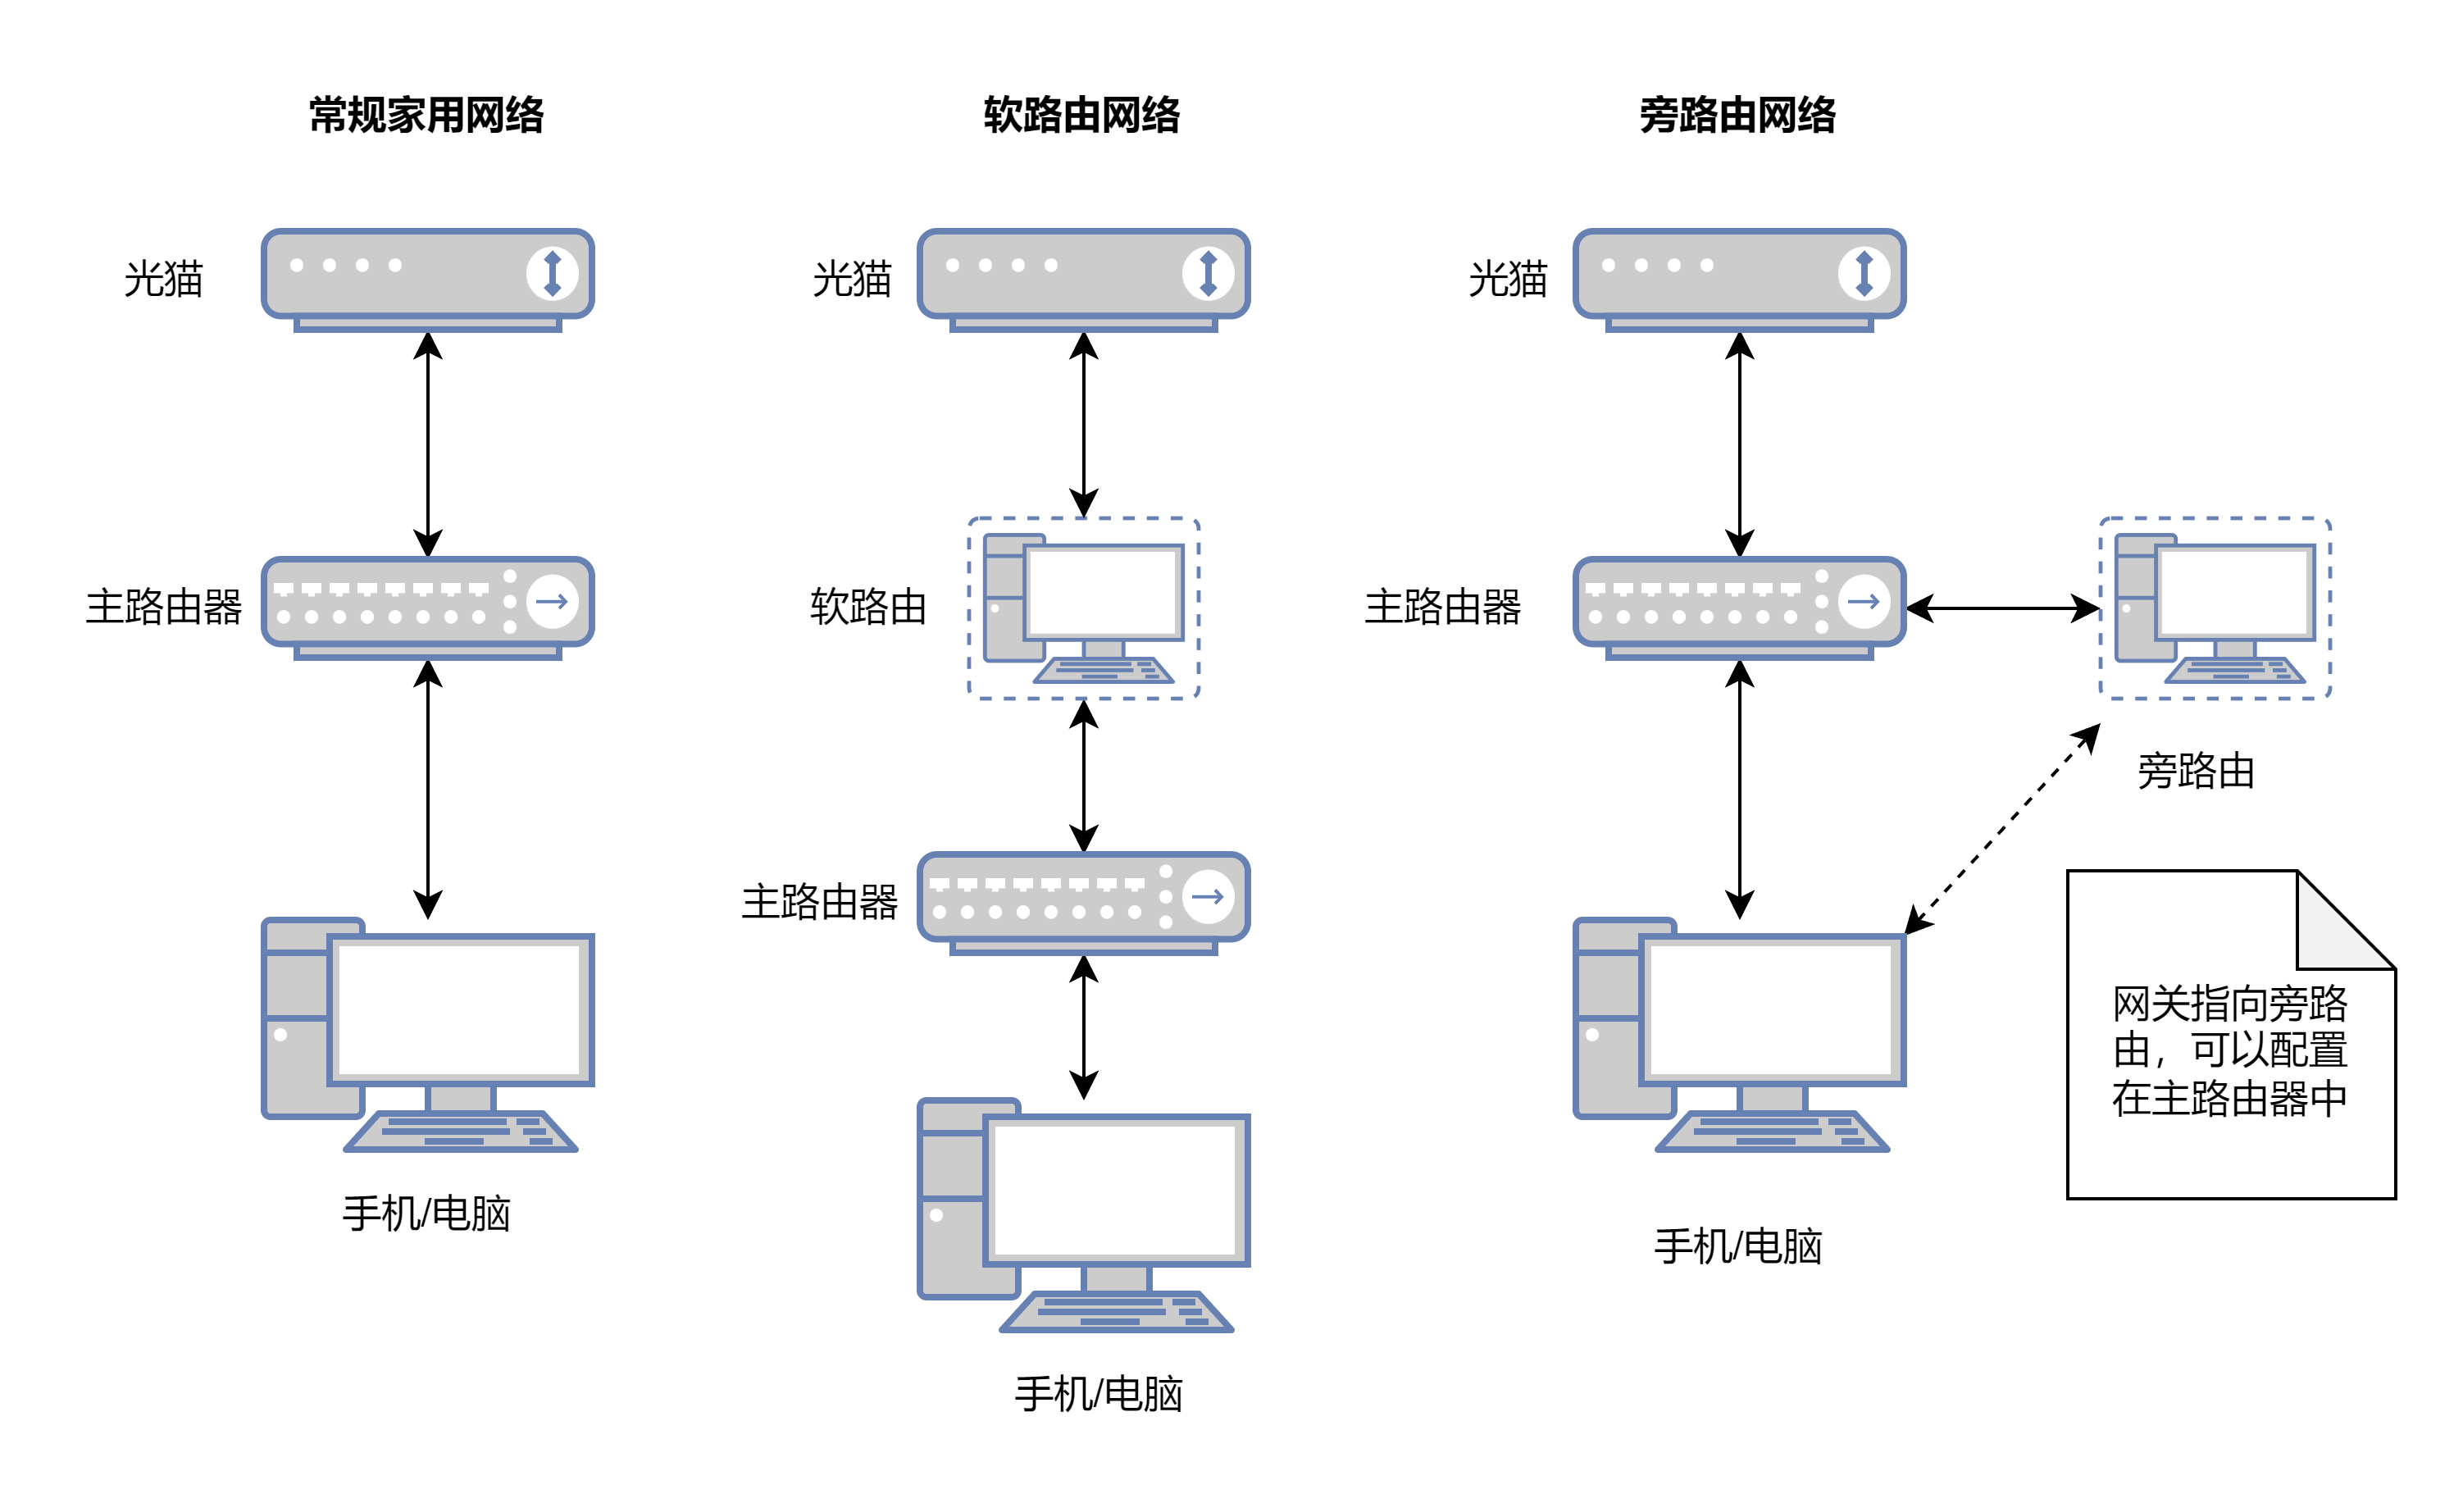 常规家用网络
光猫
主路由器
手机/电脑
软路由网络
光猫
软路由
主路由器
手机/电脑
旁路由网络
光猫
主路由器
旁路由
手机/电脑
网关指向旁路
由，可以配置
在主路由器中